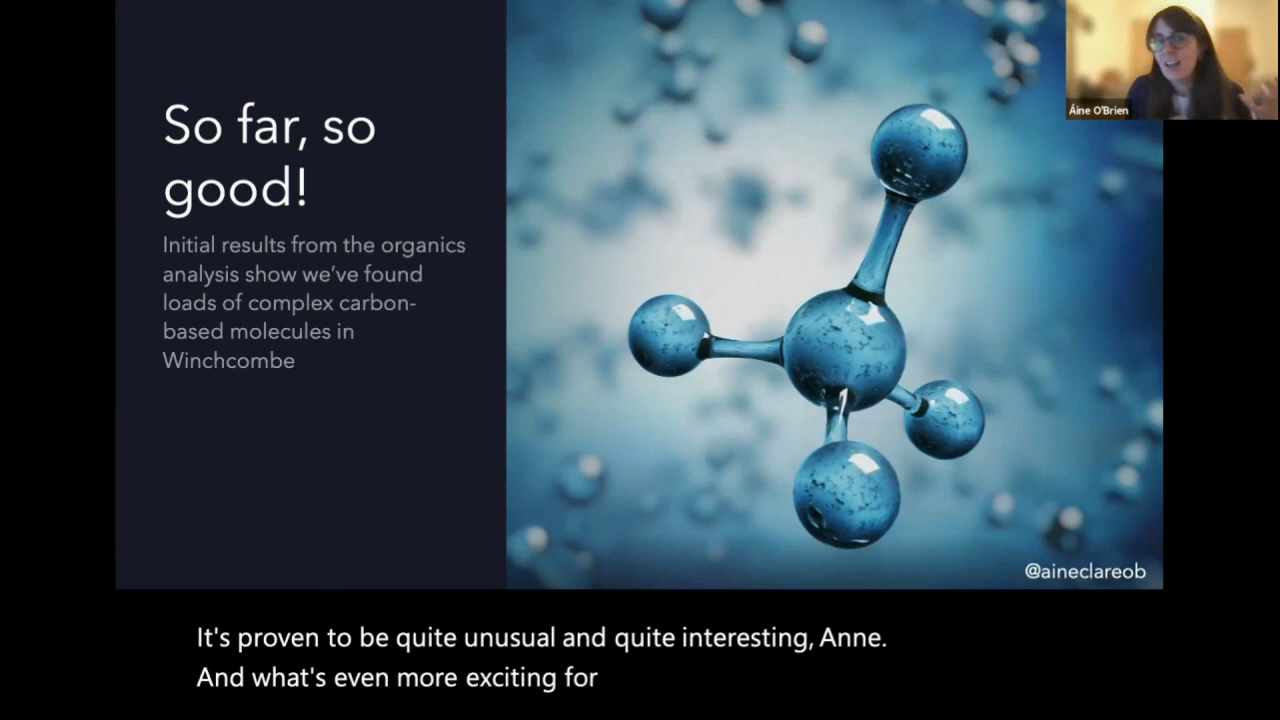 So far, so
good!
Initial results from the organics
analysis show we’ve found
loads of complex carbon-
based molecules in
Winchcombe
Áine O'Brien
@aineclareob
It's proven to be quite unusual and quite interesting, Anne.
And what's even more exciting for